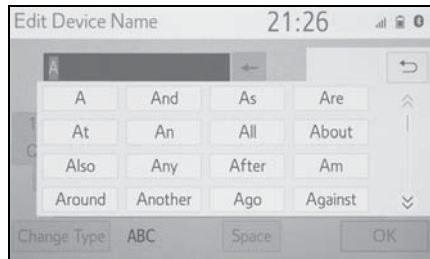 Edit Device Name 21:26 0
A
A And As Are
At An All About
Also Any After Am
Around Another Ago Against
Change Type ABC Space OK